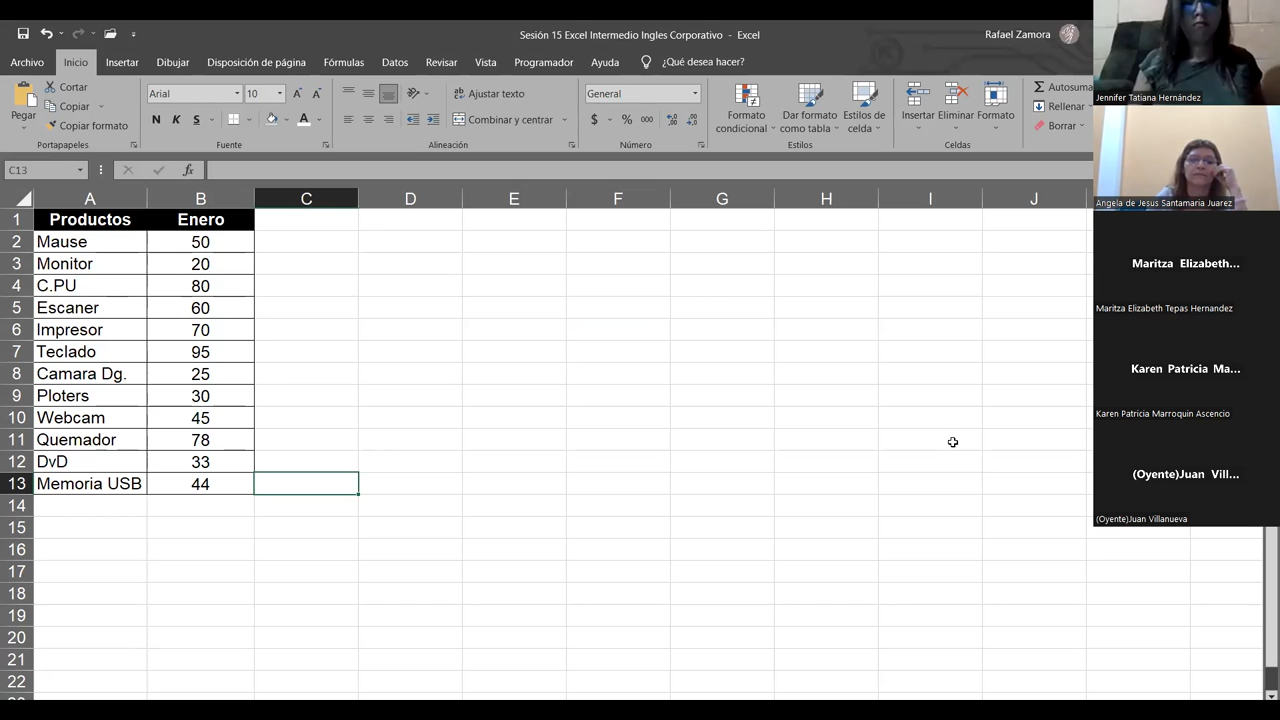 Sesión 15 Excel Intermedio Ingles Corporativo - Excel
Rafael Zamora
Archivo Inicio Insertar Dibujar Disposición de página Fórmulas Datos Revisar Vista Programador Ayuda ¿Qué desea hacer?
Pegar
Cortar
Copiar
Copiar formato
Portapapeles
Arial 10
N K S
Fuente
Ajustar texto
Combinar y centrar
Alineación
General
$ % 000
Número
Formato condicional
Dar formato como tabla
Estilos de celda
Estilos
Insertar Eliminar Formato
Celdas
Autosuma
Rellenar
Borrar
C13
fx
A B C D E F G H I J
1 Productos Enero
2 Mause 50
3 Monitor 20
4 C.PU 80
5 Escaner 60
6 Impresor 70
7 Teclado 95
8 Camara Dg. 25
9 Ploters 30
10 Webcam 45
11 Quemador 78
12 DvD 33
13 Memoria USB 44
14
15
16
17
18
19
20
21
22
Jennifer Tatiana Hernández
Angela de Jesus Santamaria Juarez
Maritza Elizabeth...
Maritza Elizabeth Tepas Hernandez
Karen Patricia Ma...
Karen Patricia Marroquin Ascencio
(Oyente)Juan Vill...
(Oyente)Juan Villanueva